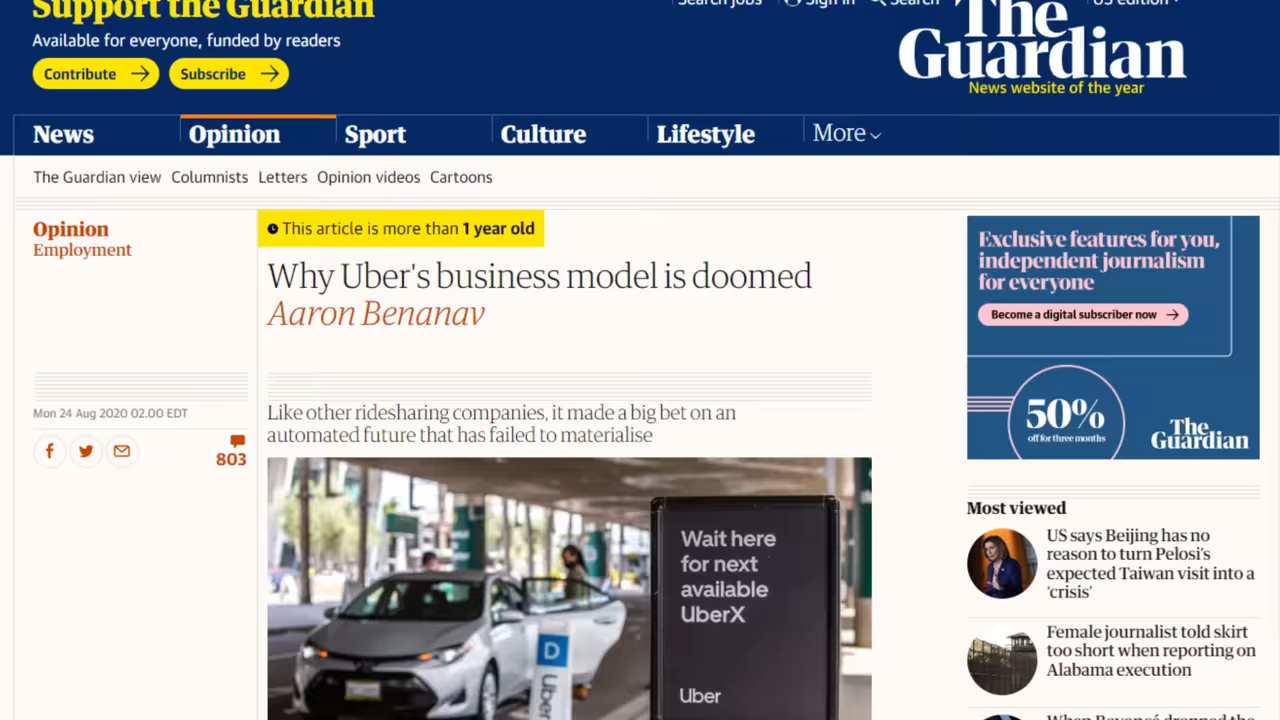 Support the Guardian
Available for everyone, funded by readers
Contribute
Subscribe
Search jobs
Sign in
Search
US edition
The
Guardian
News website of the year
News
Opinion
Sport
Culture
Lifestyle
More
The Guardian view
Columnists
Letters
Opinion videos
Cartoons
Opinion
Employment
This article is more than 1 year old
Why Uber's business model is doomed
Aaron Benanav
Mon 24 Aug 2020 02.00 EDT
803
Like other ridesharing companies, it made a big bet on an
automated future that has failed to materialise
Wait here
for next
available
UberX
Uber
D
Uber
Exclusive features for you,
independent journalism
for everyone
Become a digital subscriber now
50%
off for three months
The
Guardian
Most viewed
US says Beijing has no
reason to turn Pelosi's
expected Taiwan visit into a
'crisis'
Female journalist told skirt
too short when reporting on
Alabama execution
When Beyoncé dropped the